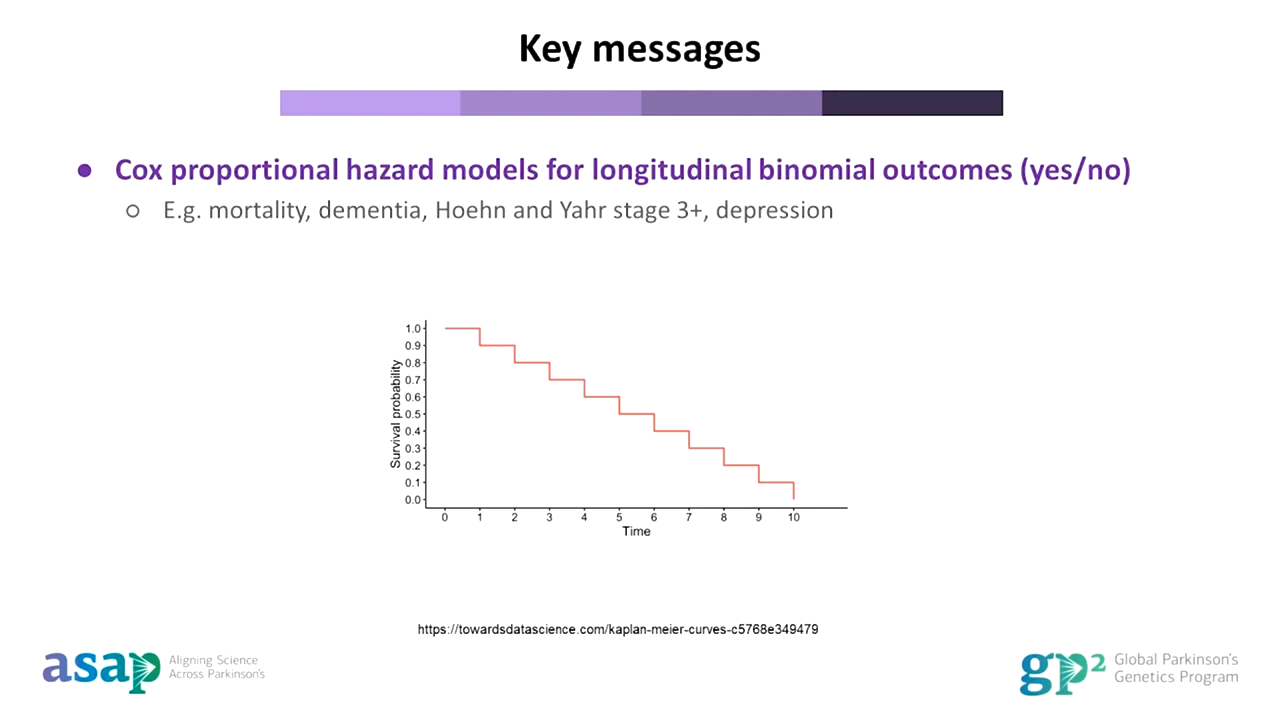 Key messages
● Cox proportional hazard models for longitudinal binomial outcomes (yes/no)
○ E.g. mortality, dementia, Hoehn and Yahr stage 3+, depression
Survival probability
1.0
0.9
0.8
0.7
0.6
0.5
0.4
0.3
0.2
0.1
0.0
0 1 2 3 4 5 6 7 8 9 10
Time
https://towardsdatascience.com/kaplan-meier-curves-c5768e349479
asap
Aligning Science
Across Parkinson's
gp2
Global Parkinson's
Genetics Program